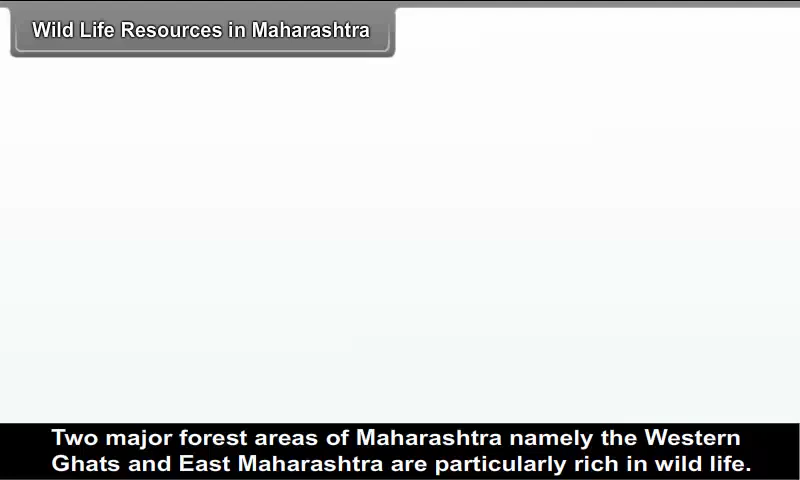 Wild Life Resources in Maharashtra
Two major forest areas of Maharashtra namely the Western
Ghats and East Maharashtra are particularly rich in wild life.